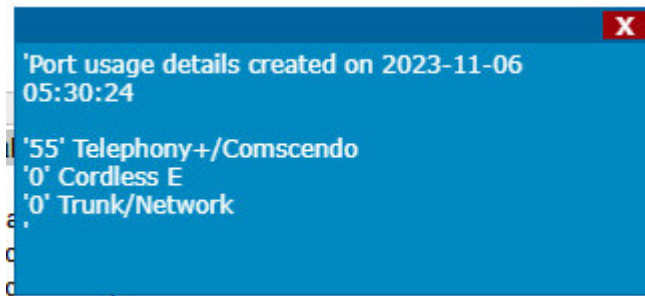 X
'Port usage details created on 2023-11-06
05:30:24
'55' Telephony+/Comscendo
'0' Cordless E
'0' Trunk/Network
'